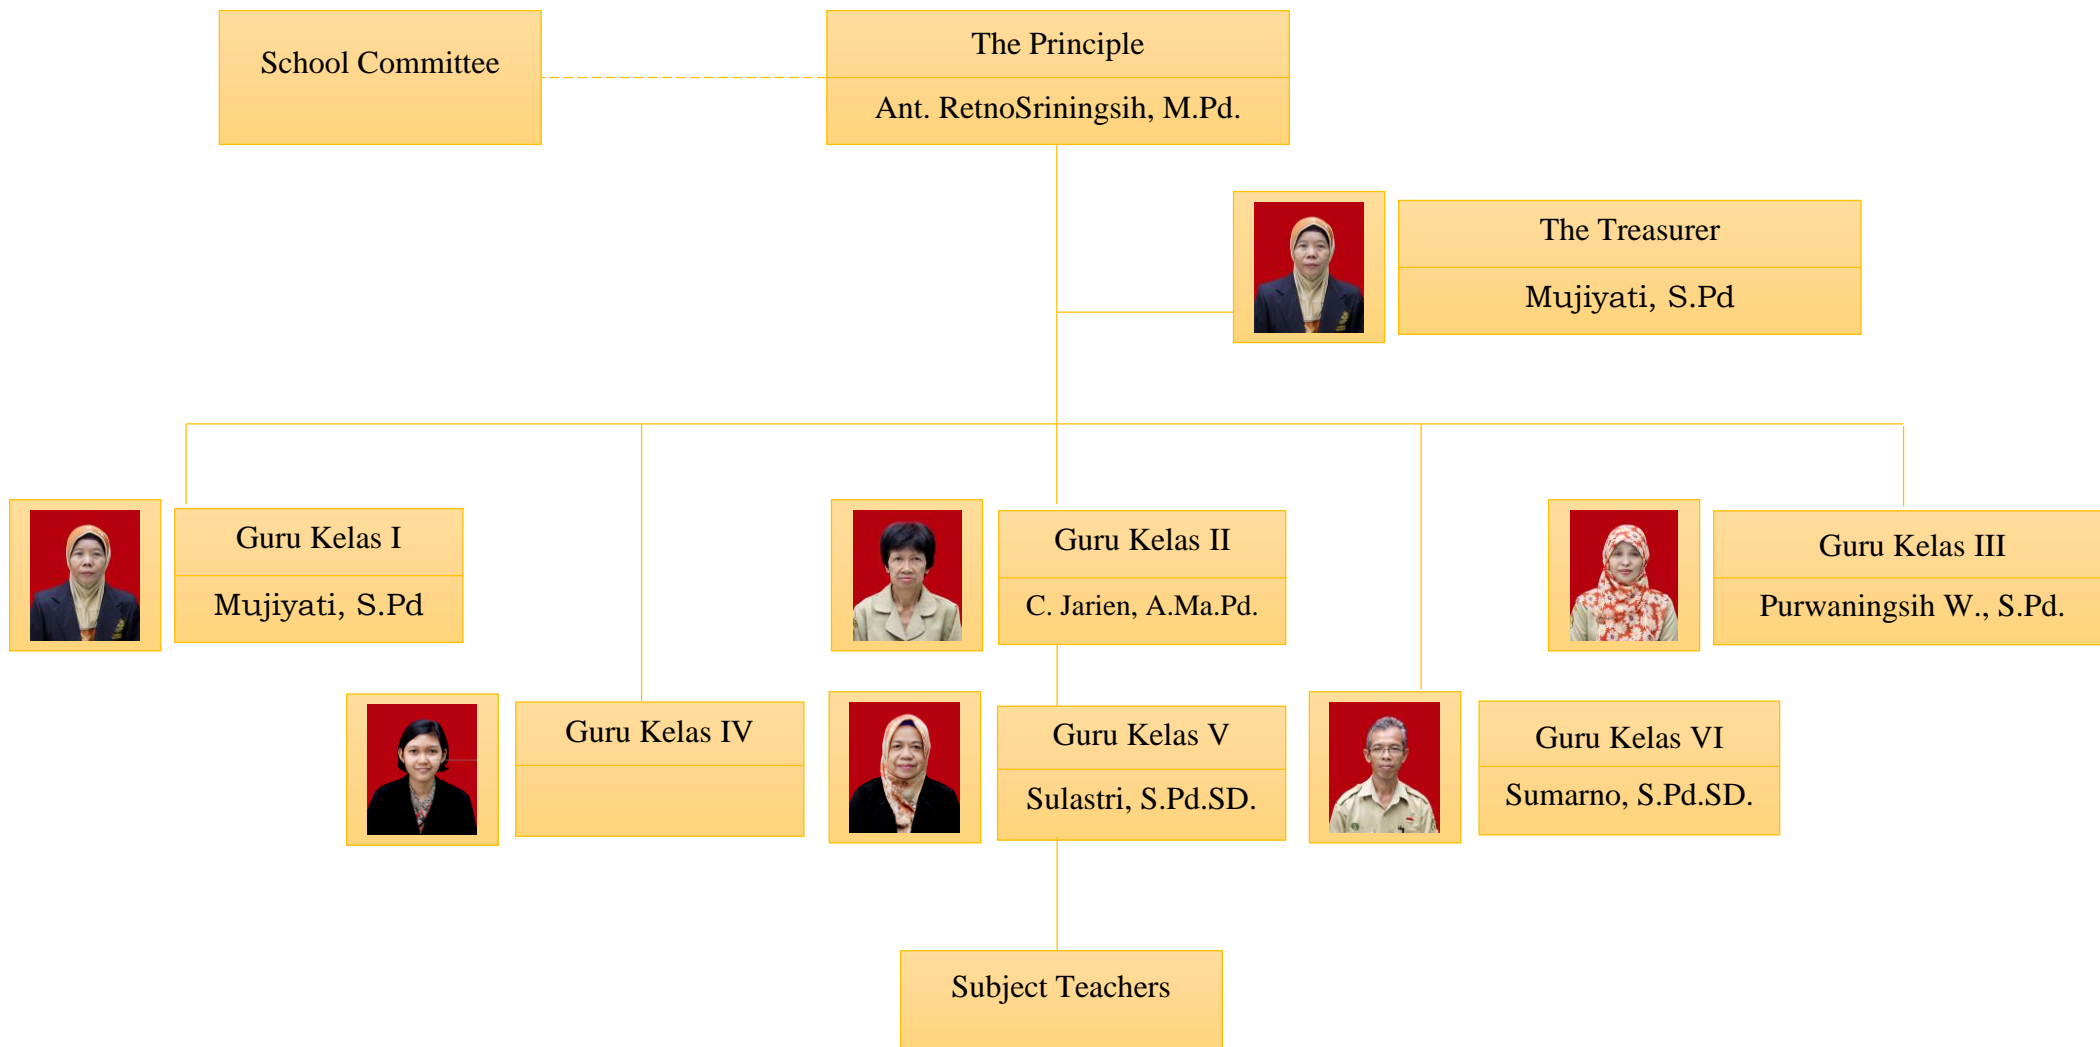 School Committee
The Principle
Ant. RetnoSriningsih, M.Pd.
The Treasurer
Mujiyati, S.Pd
Guru Kelas I
Mujiyati, S.Pd
Guru Kelas II
C. Jarien, A.Ma.Pd.
Guru Kelas III
Purwaningsih W., S.Pd.
Guru Kelas IV
Guru Kelas V
Sulastri, S.Pd.SD.
Guru Kelas VI
Sumarno, S.Pd.SD.
Subject Teachers